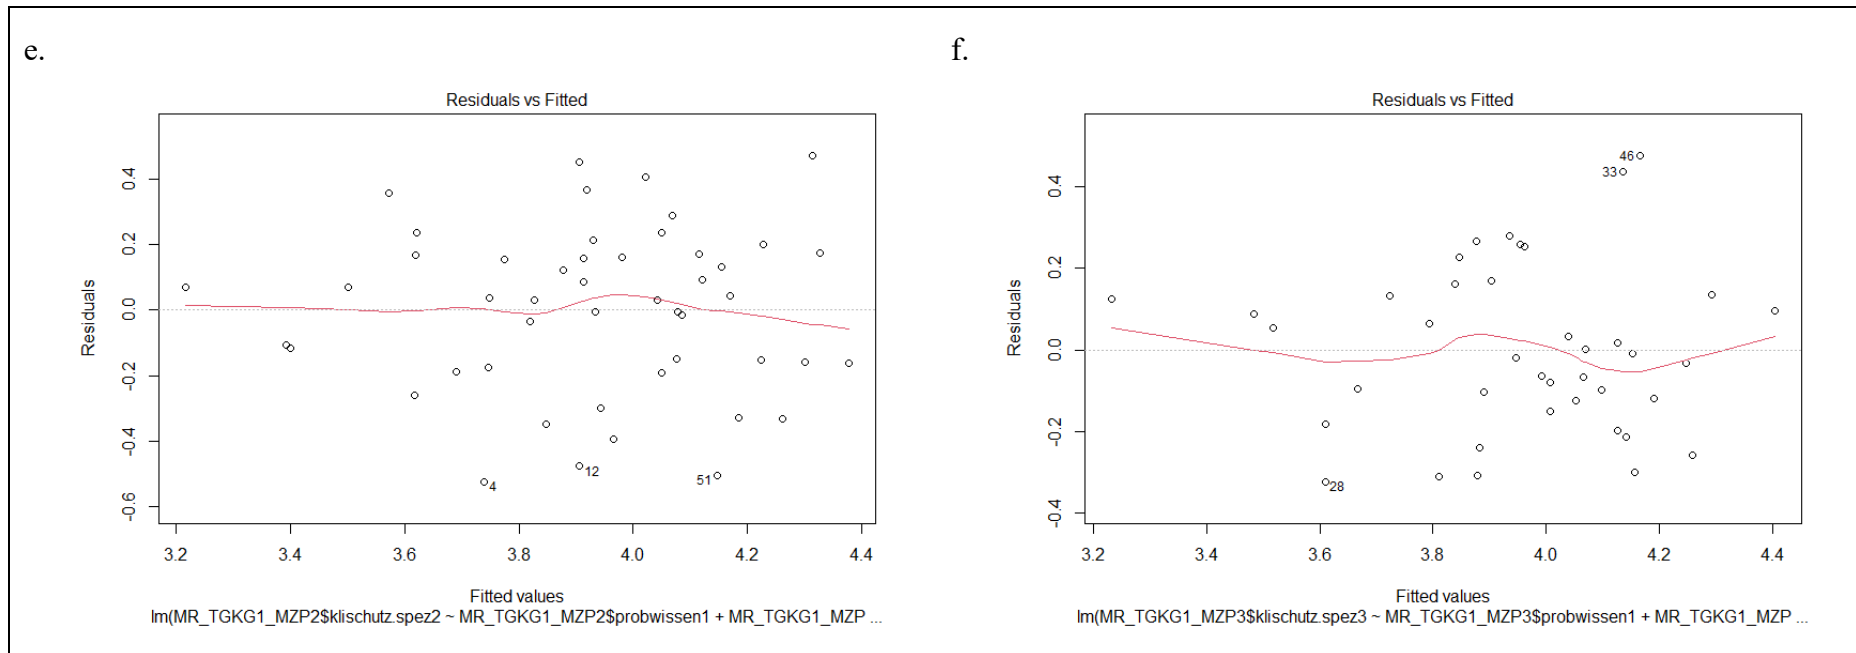 e.
Residuals vs Fitted
Residuals
0.4
0.2
0.0
-0.2
-0.4
-0.6
4
12
51
3.2 3.4 3.6 3.8 4.0 4.2 4.4
Fitted values
lm(MR_TGKG1_MZP2$klischutz.spez2 ~ MR_TGKG1_MZP2$probwissen1 + MR_TGKG1_MZP ...
f.
Residuals vs Fitted
Residuals
0.4
0.2
0.0
-0.2
-0.4
46
33
28
3.2 3.4 3.6 3.8 4.0 4.2 4.4
Fitted values
lm(MR_TGKG1_MZP3$klischutz.spez3 ~ MR_TGKG1_MZP3$probwissen1 + MR_TGKG1_MZP ...